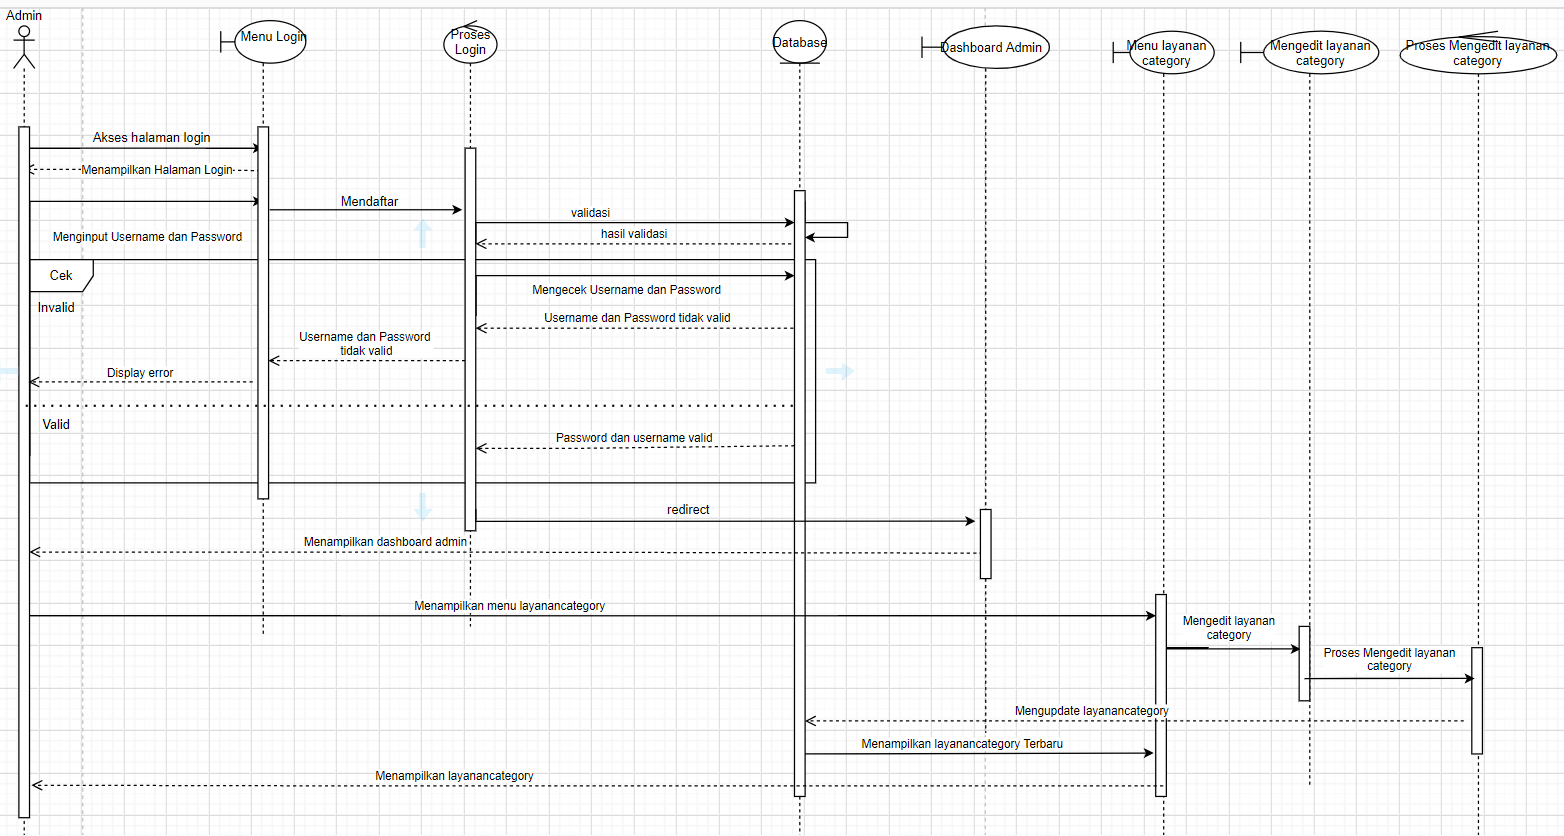 Admin
Menu Login
Proses
Login
Database
Dashboard Admin
Menu layanan
category
Mengedit layanan
category
Proses Mengedit layanan
category
Akses halaman login
Menampilkan Halaman Login
Mendaftar
validasi
hasil validasi
Menginput Username dan Password
Cek
Mengecek Username dan Password
Invalid
Username dan Password tidak valid
Username dan Password
tidak valid
Display error
Valid
Password dan username valid
redirect
Menampilkan dashboard admin
Menampilkan menu layanancategory
Mengedit layanan
category
Proses Mengedit layanan
category
Mengupdate layanancategory
Menampilkan layanancategory Terbaru
Menampilkan layanancategory